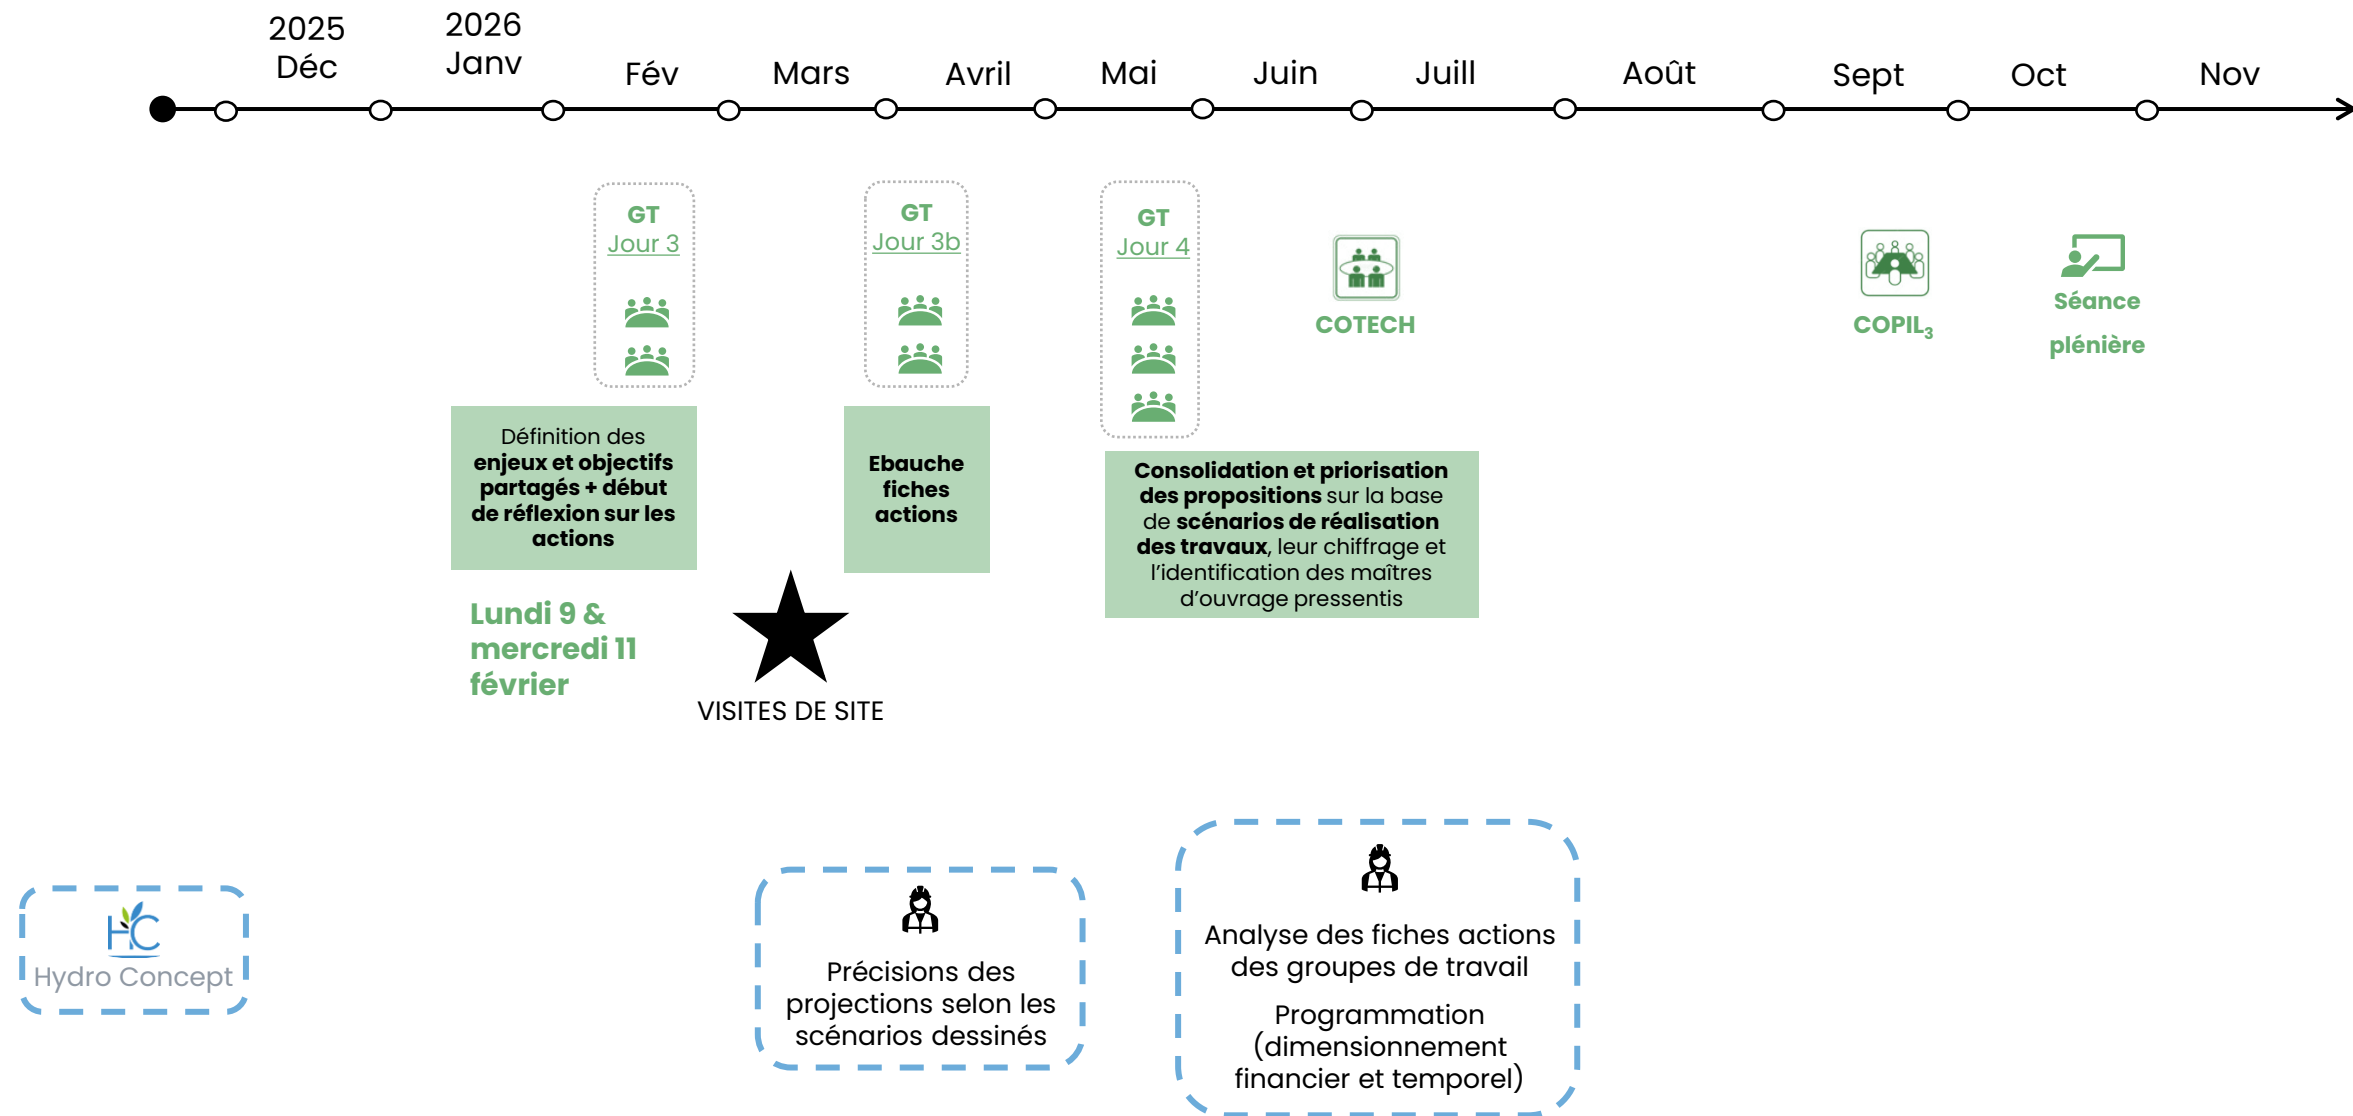 2025
Déc
2026
Janv
Fév
Mars
Avril
Mai
Juin
Juill
Août
Sept
Oct
Nov
GT
Jour 3
GT
Jour 3b
GT
Jour 4
COTECH
COPIL3
Séance
plénière
Définition des
enjeux et objectifs
partagés + début
de réflexion sur les
actions
Ebauche
fiches
actions
Consolidation et priorisation
des propositions sur la base
de scénarios de réalisation
des travaux, leur chiffrage et
l’identification des maîtres
d’ouvrage pressentis
Lundi 9 &
mercredi 11
février
VISITES DE SITE
HC
Hydro Concept
Précisions des
projections selon les
scénarios dessinés
Analyse des fiches actions
des groupes de travail
Programmation
(dimensionnement
financier et temporel)